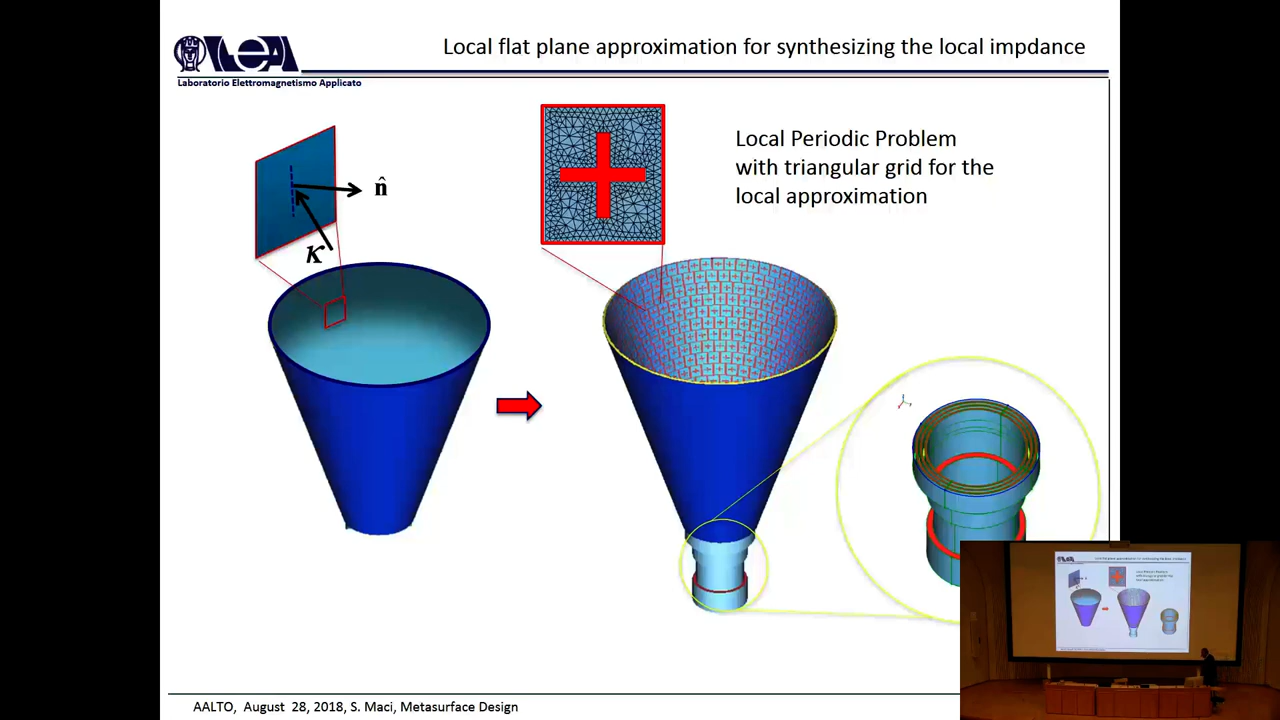 LEA
Laboratorio Elettromagnetismo Applicato
Local flat plane approximation for synthesizing the local impdance
n̂
κ
Local Periodic Problem
with triangular grid for the
local approximation
AALTO, August 28, 2018, S. Maci, Metasurface Design